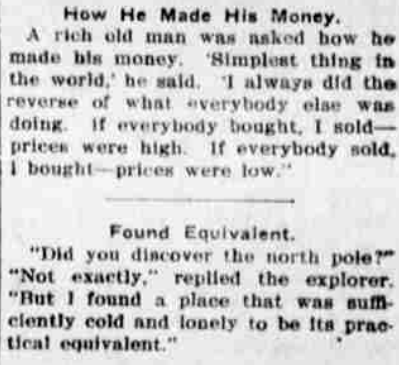 How He Made His Money.
A rich old man was asked how he
made his money. 'Simplest thing in
the world,' he said. 'I always did the
reverse of what everybody else was
doing. If everybody bought, I sold—
prices were high. If everybody sold,
I bought—prices were low."
Found Equivalent.
"Did you discover the north pole?"
"Not exactly," replied the explorer.
"But I found a place that was suffi-
ciently cold and lonely to be its prac-
tical equivalent."